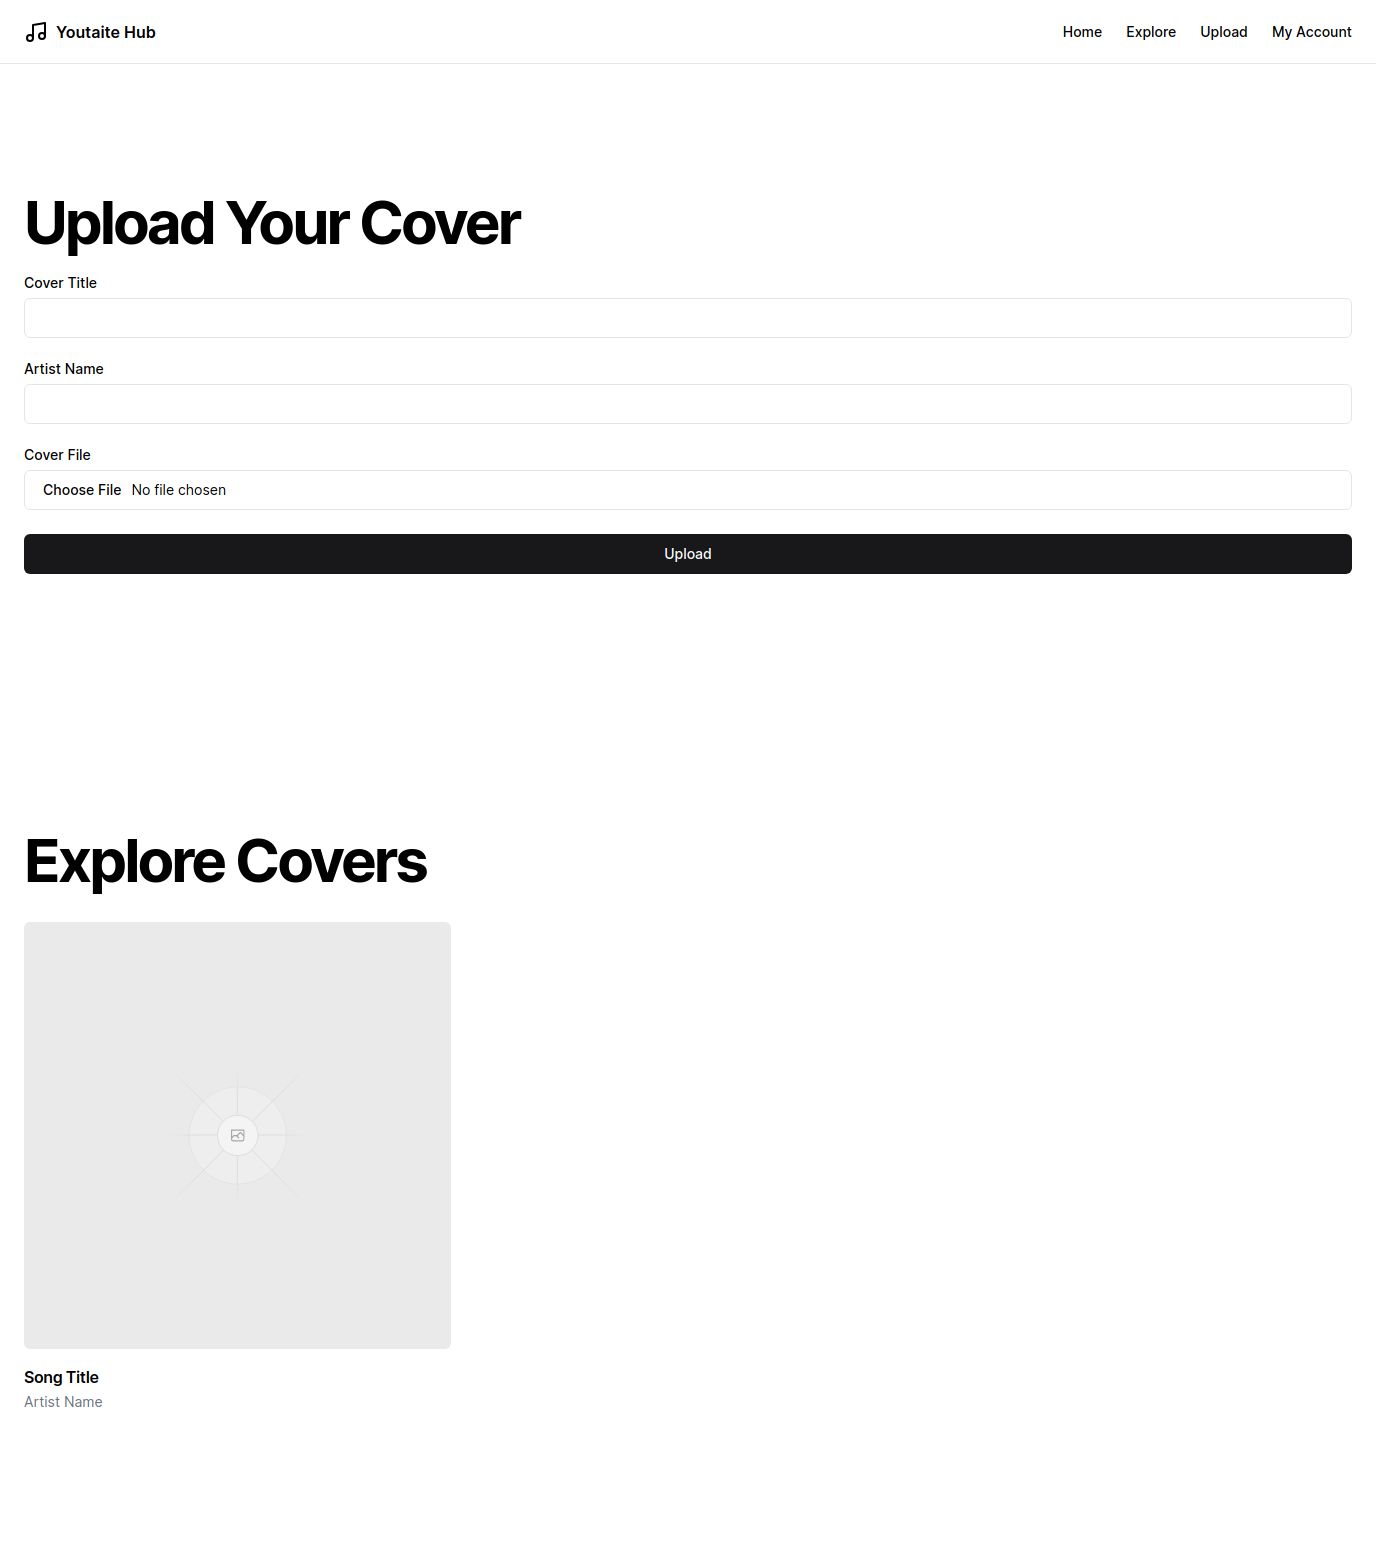 Youtaite Hub
Home Explore Upload My Account
Upload Your Cover
Cover Title
Artist Name
Cover File
Choose File No file chosen
Upload
Explore Covers
Song Title
Artist Name